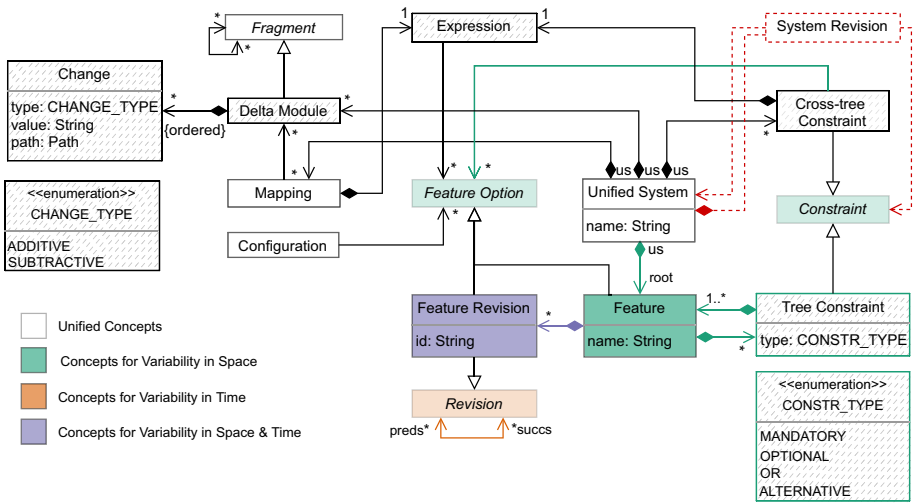 Fragment
*
*
1
Expression
1
System Revision
Change
type: CHANGE_TYPE
value: String
path: Path
*
{ordered}
Delta Module
*
*
Cross-tree
Constraint
*
<<enumeration>>
CHANGE_TYPE
ADDITIVE
SUBTRACTIVE
Mapping
*
*
*
Feature Option
*
us
us
us
Unified System
name: String
Constraint
Configuration
us
root
Feature Revision
id: String
*
Feature
name: String
1..*
*
Tree Constraint
type: CONSTR_TYPE
Unified Concepts
Concepts for Variability in Space
Concepts for Variability in Time
Concepts for Variability in Space & Time
Revision
preds*
*succs
<<enumeration>>
CONSTR_TYPE
MANDATORY
OPTIONAL
OR
ALTERNATIVE